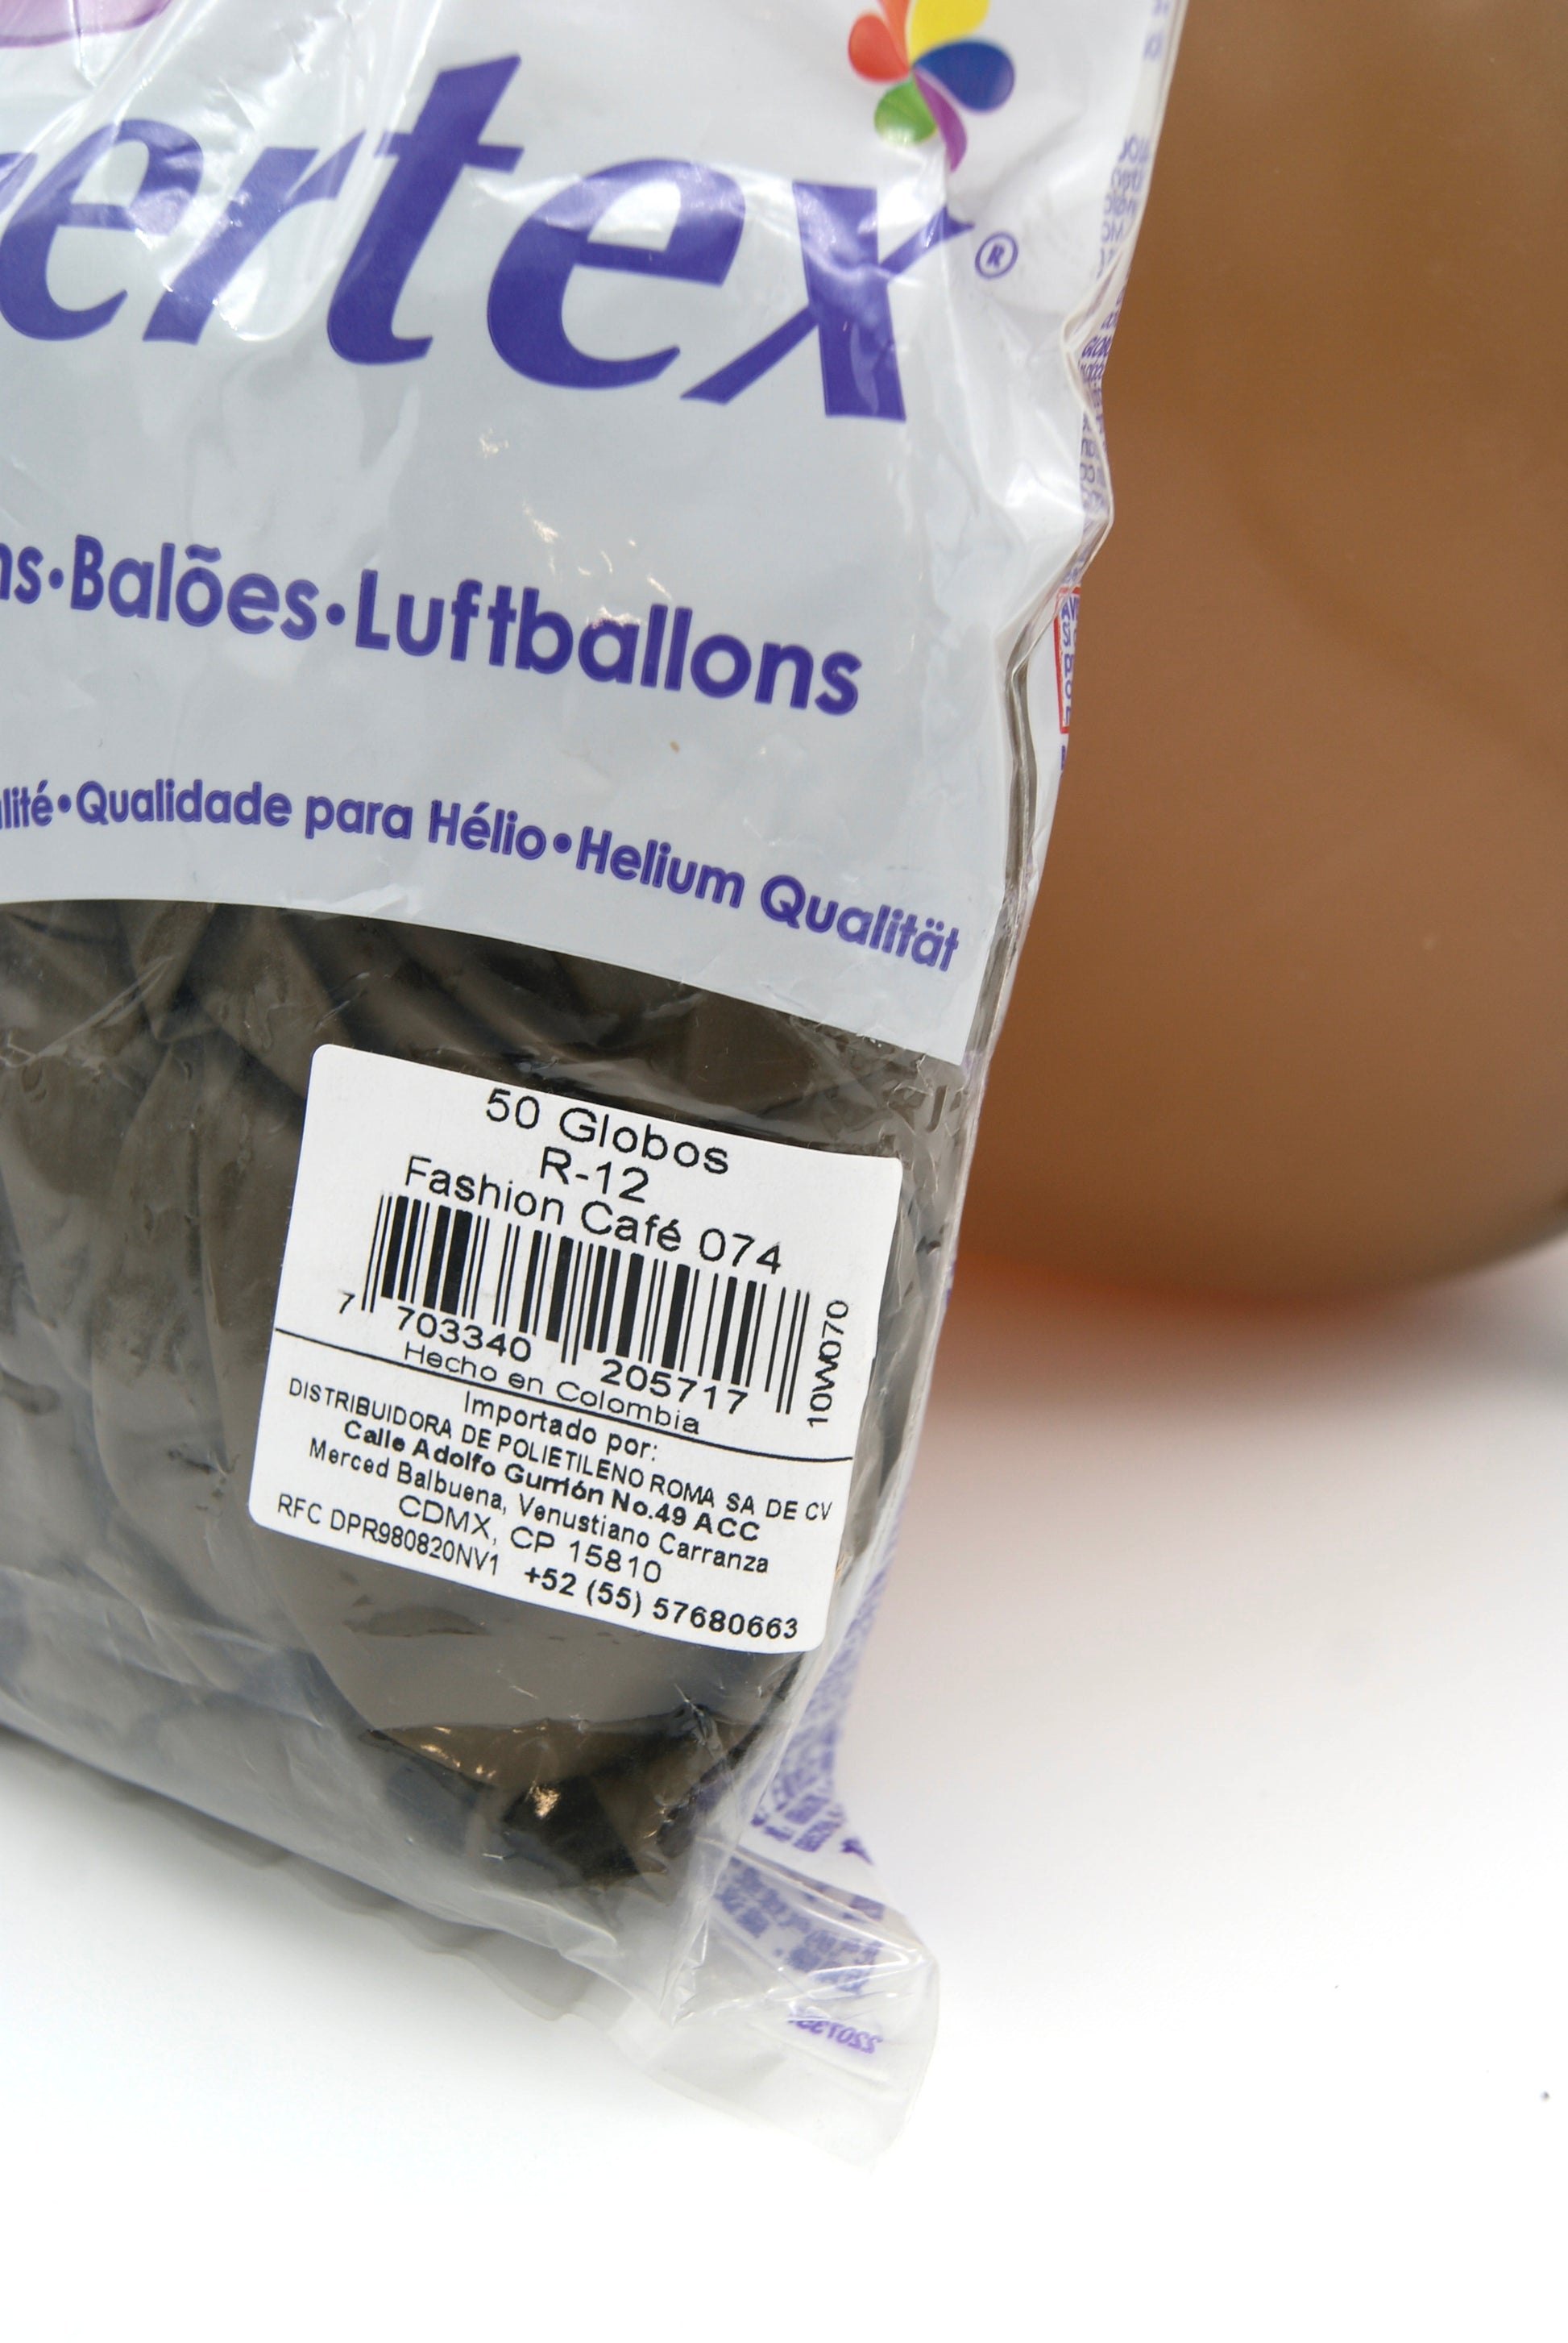 ertex®
ns•Balões•Luftballons
lité•Qualidade para Hélio•Helium Qualität
50 Globos
R-12
Fashion Café 074
7 703340 205717
10W070
Hecho en Colombia
Importado por:
DISTRIBUIDORA DE POLIETILENO ROMA SA DE CV
Calle Adolfo Gurrión No.49 ACC
Merced Balbuena, Venustiano Carranza
CDMX, CP 15810
RFC DPR980820NV1 +52 (55) 57680663